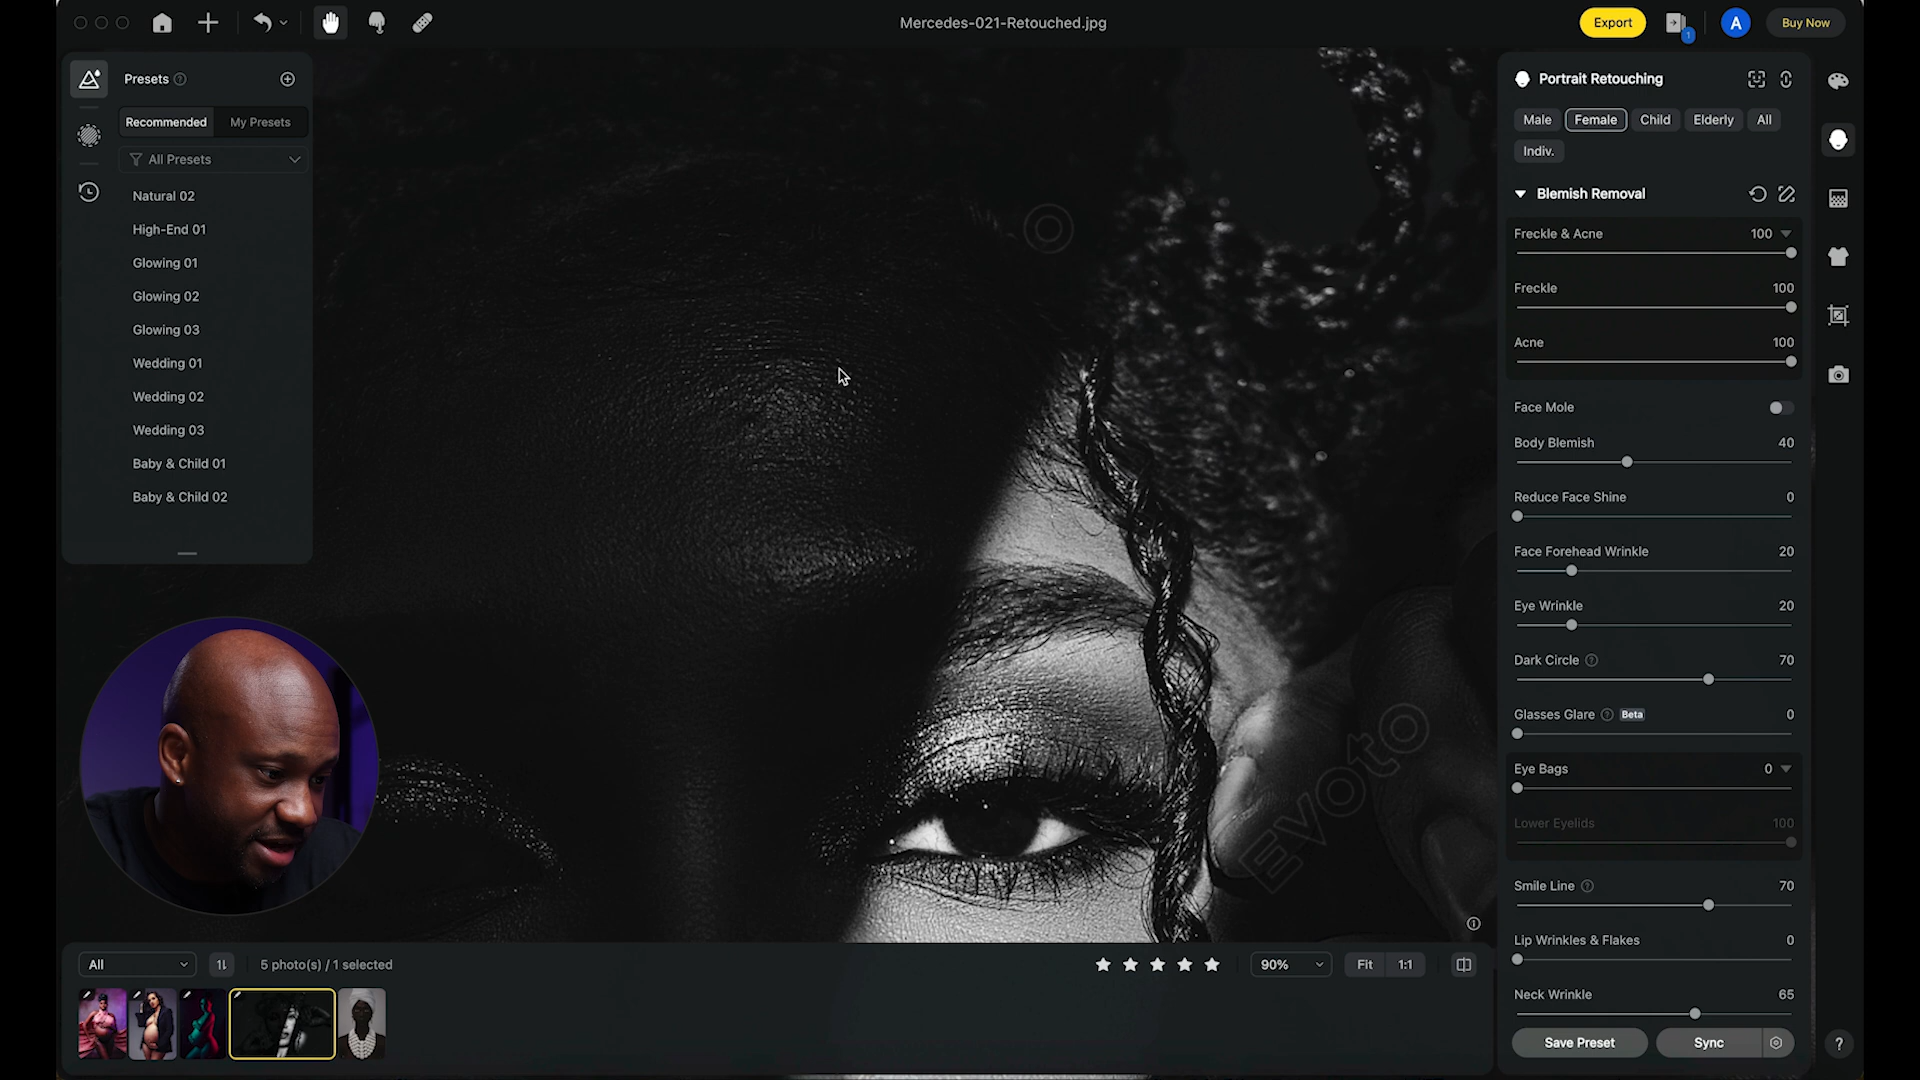 Mercedes-021-Retouched.jpg
Export
1
A
Buy Now
Presets
Recommended
My Presets
All Presets
Natural 02
High-End 01
Glowing 01
Glowing 02
Glowing 03
Wedding 01
Wedding 02
Wedding 03
Baby & Child 01
Baby & Child 02
Portrait Retouching
Male Female Child Elderly All
Indiv.
Blemish Removal
Freckle & Acne 100
Freckle 100
Acne 100
Face Mole
Body Blemish 40
Reduce Face Shine 0
Face Forehead Wrinkle 20
Eye Wrinkle 20
Dark Circle 70
Glasses Glare Beta 0
Eye Bags 0
Lower Eyelids 100
Smile Line 70
Lip Wrinkles & Flakes 0
Neck Wrinkle 65
Save Preset
Sync
?
Evoto
All
5 photo(s) / 1 selected
90%
Fit
1:1